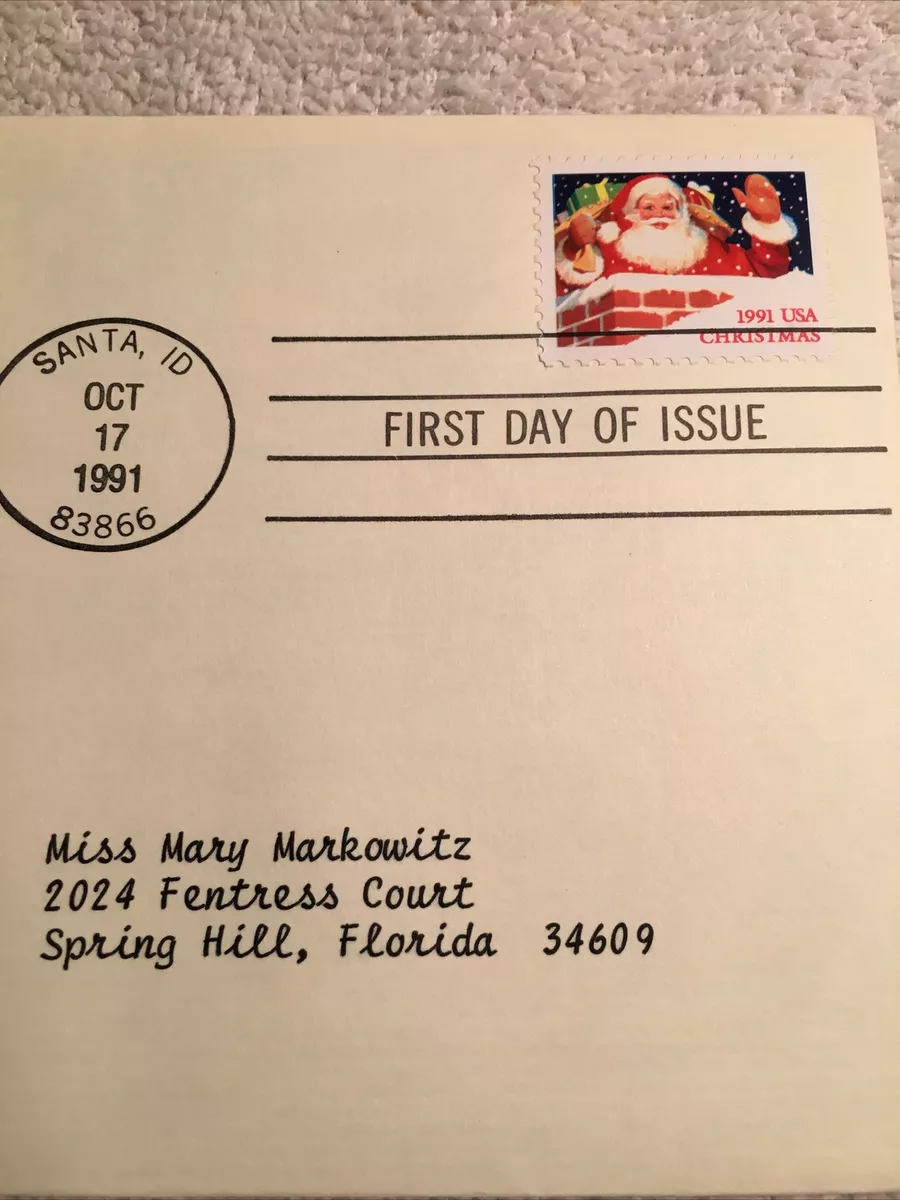 1991 USA
CHRISTMAS
SANTA, ID
OCT
17
1991
83866
FIRST DAY OF ISSUE
Miss Mary Markowitz
2024 Fentress Court
Spring Hill, Florida 34609